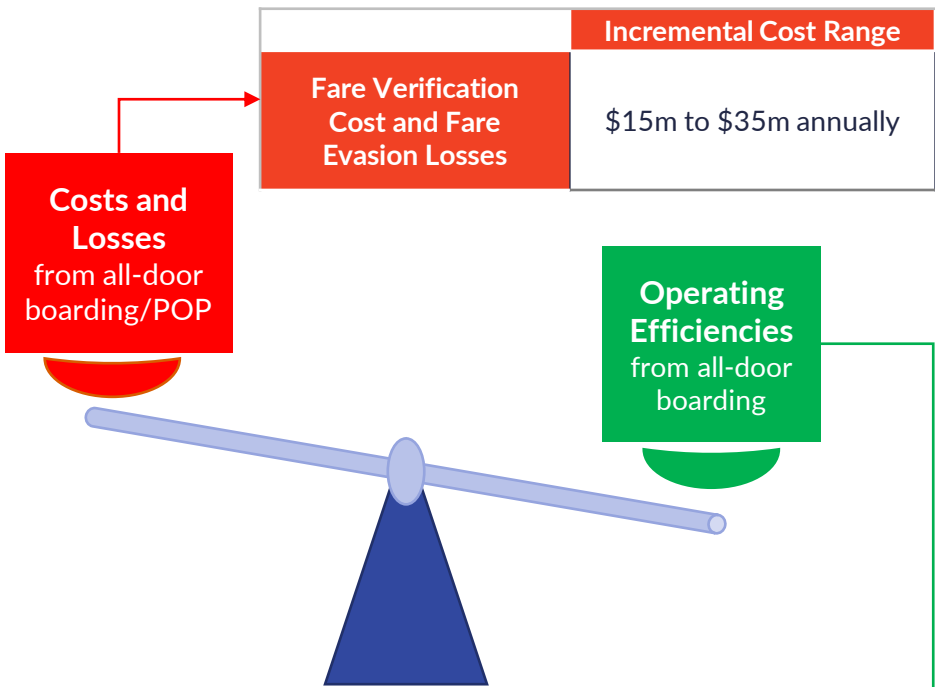 Incremental Cost Range
Fare Verification
Cost and Fare
Evasion Losses
$15m to $35m annually
Costs and
Losses
from all-door
boarding/POP
Operating
Efficiencies
from all-door
boarding